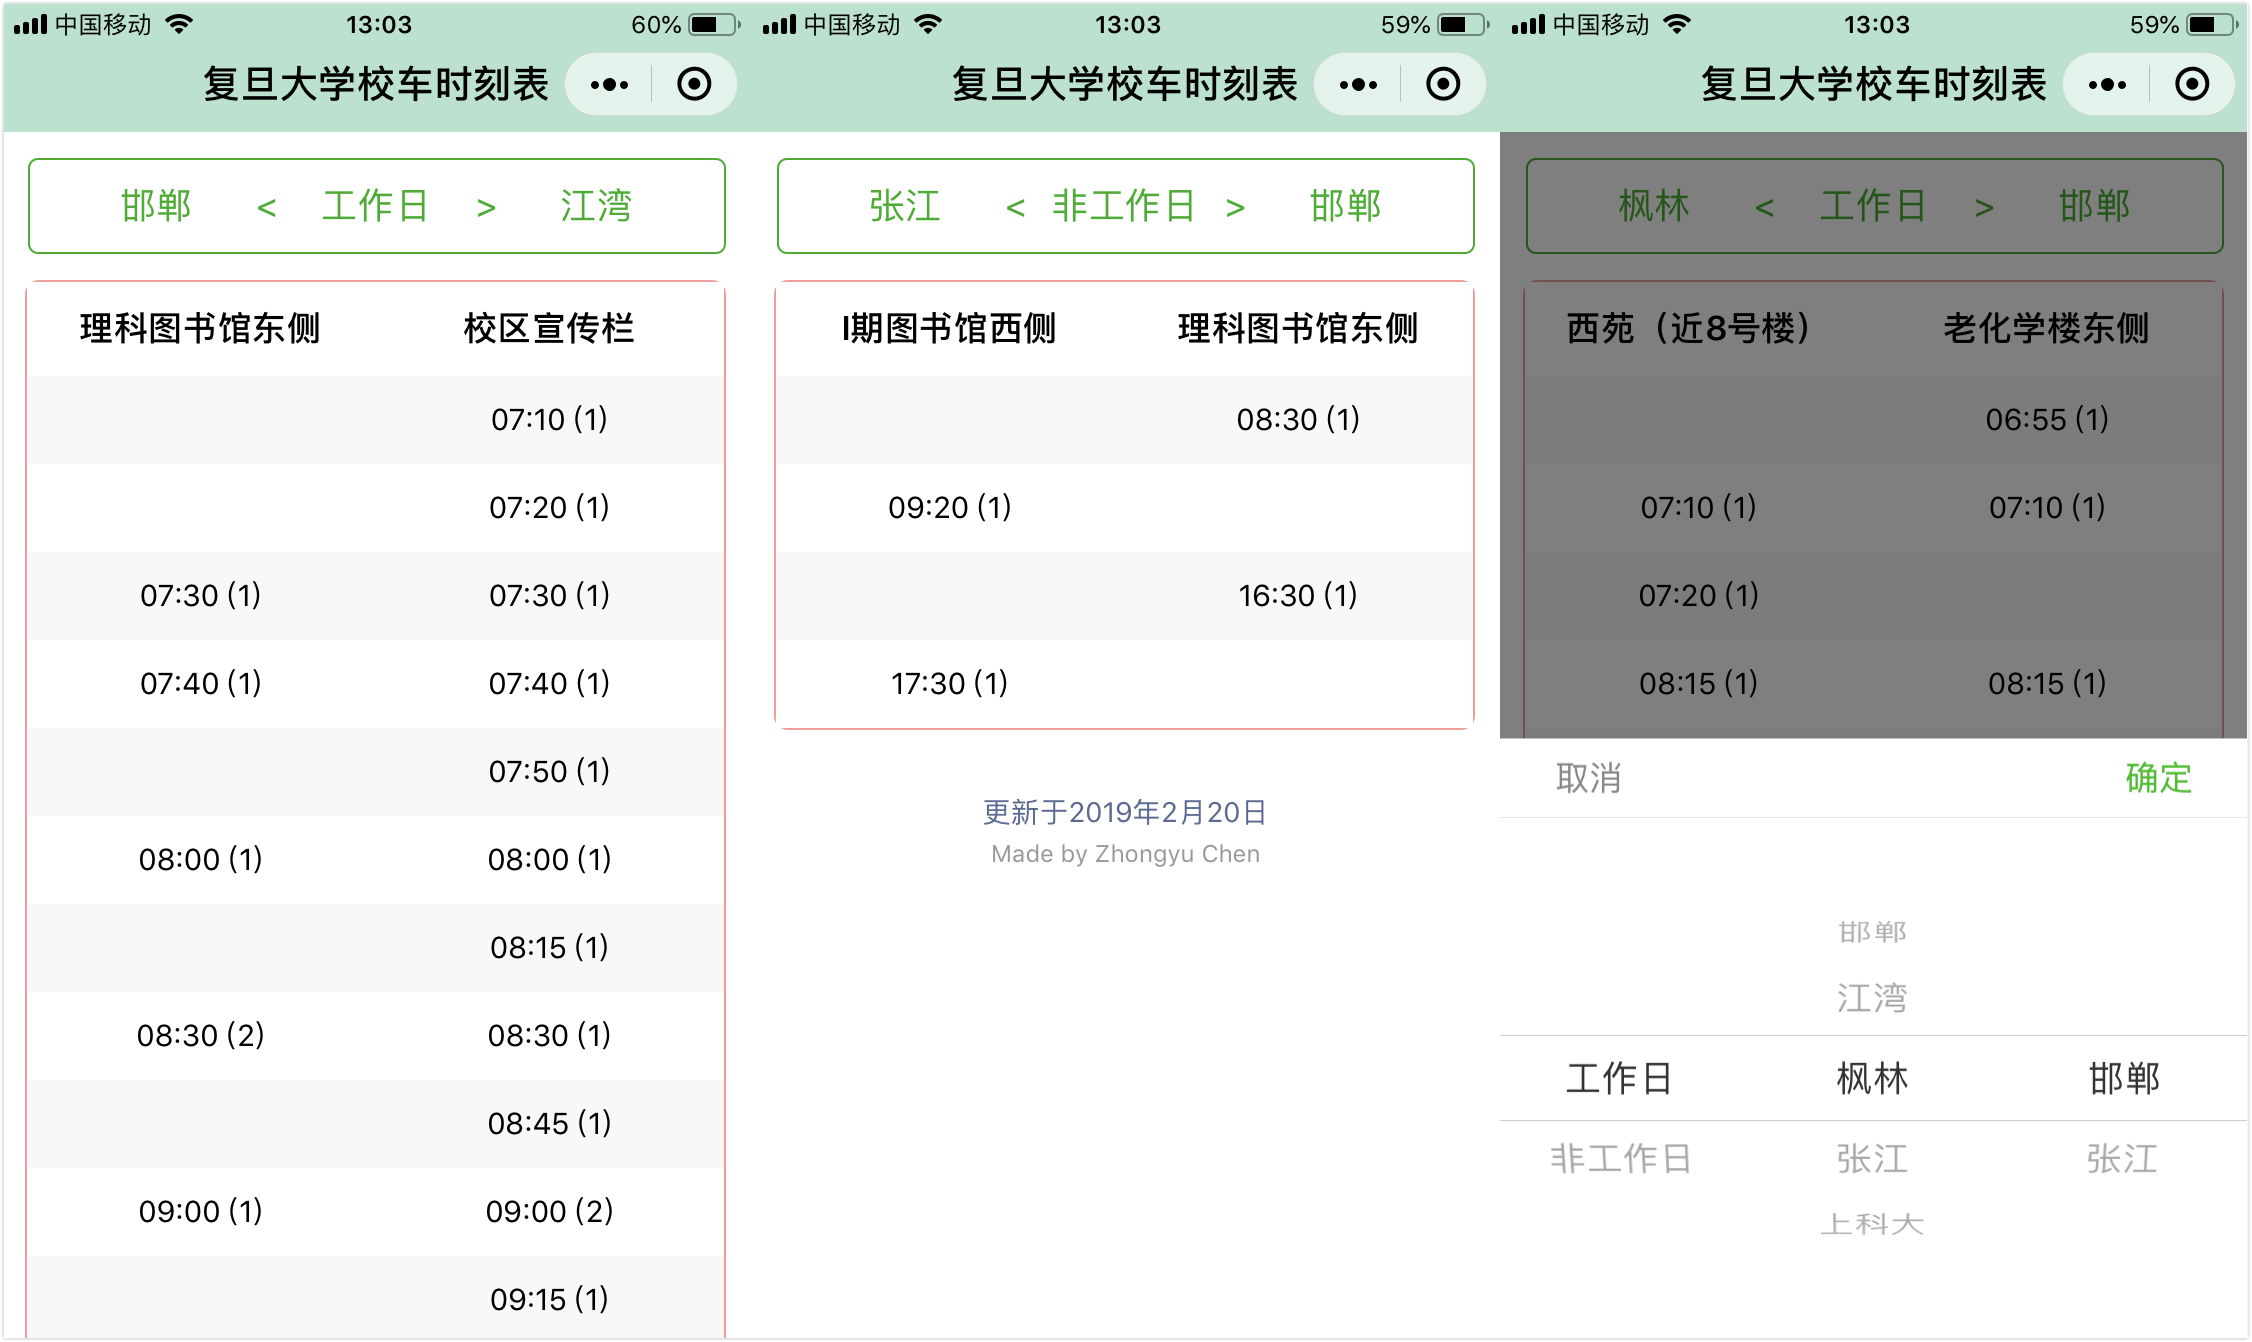 中国移动 13:03 60%
复旦大学校车时刻表
邯郸 < 工作日 > 江湾
理科图书馆东侧 校区宣传栏
07:10 (1)
07:20 (1)
07:30 (1) 07:30 (1)
07:40 (1) 07:40 (1)
07:50 (1)
08:00 (1) 08:00 (1)
08:15 (1)
08:30 (2) 08:30 (1)
08:45 (1)
09:00 (1) 09:00 (2)
09:15 (1)
中国移动 13:03 59%
复旦大学校车时刻表
张江 < 非工作日 > 邯郸
I期图书馆西侧 理科图书馆东侧
08:30 (1)
09:20 (1)
16:30 (1)
17:30 (1)
更新于2019年2月20日
Made by Zhongyu Chen
中国移动 13:03 59%
复旦大学校车时刻表
枫林 < 工作日 > 邯郸
西苑（近8号楼） 老化学楼东侧
06:55 (1)
07:10 (1) 07:10 (1)
07:20 (1)
08:15 (1) 08:15 (1)
取消 确定
邯郸
江湾
工作日 枫林 邯郸
非工作日 张江 张江
上科大